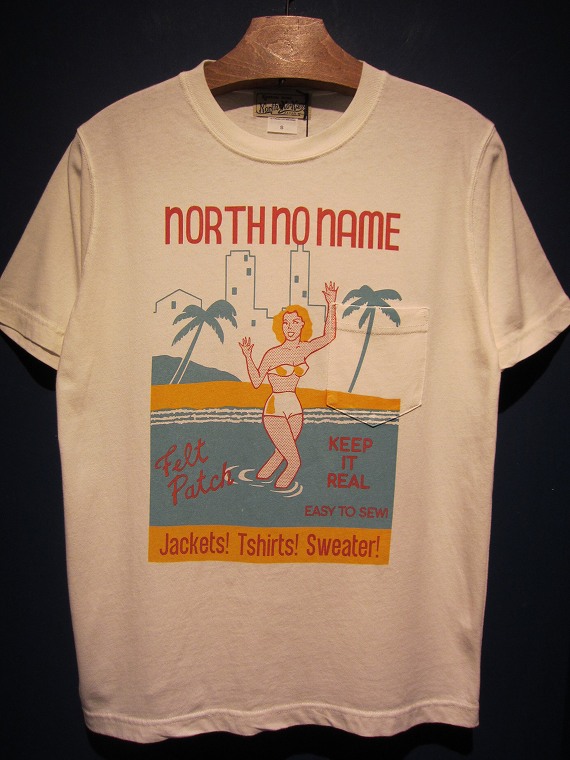 S
NORTH NO NAME
Felt
Patch
KEEP
IT
REAL
EASY TO SEW!
Jackets! Tshirts! Sweater!